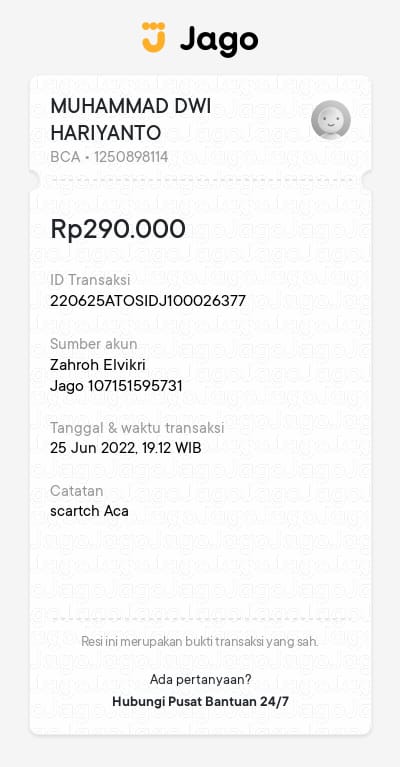 Jago
MUHAMMAD DWI
HARIYANTO
BCA • 1250898114
Rp290.000
ID Transaksi
220625ATOSIDJ100026377
Sumber akun
Zahroh Elvikri
Jago 107151595731
Tanggal & waktu transaksi
25 Jun 2022, 19.12 WIB
Catatan
scartch Aca
Resi ini merupakan bukti transaksi yang sah.
Ada pertanyaan?
Hubungi Pusat Bantuan 24/7